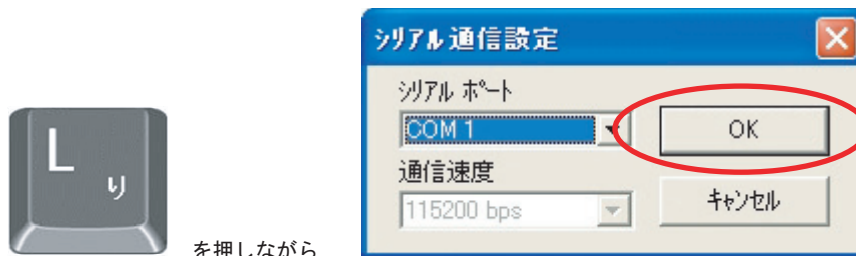 L
り
を押しながら
シリアル通信設定
シリアル ポート
COM 1
OK
通信速度
115200 bps
キャンセル